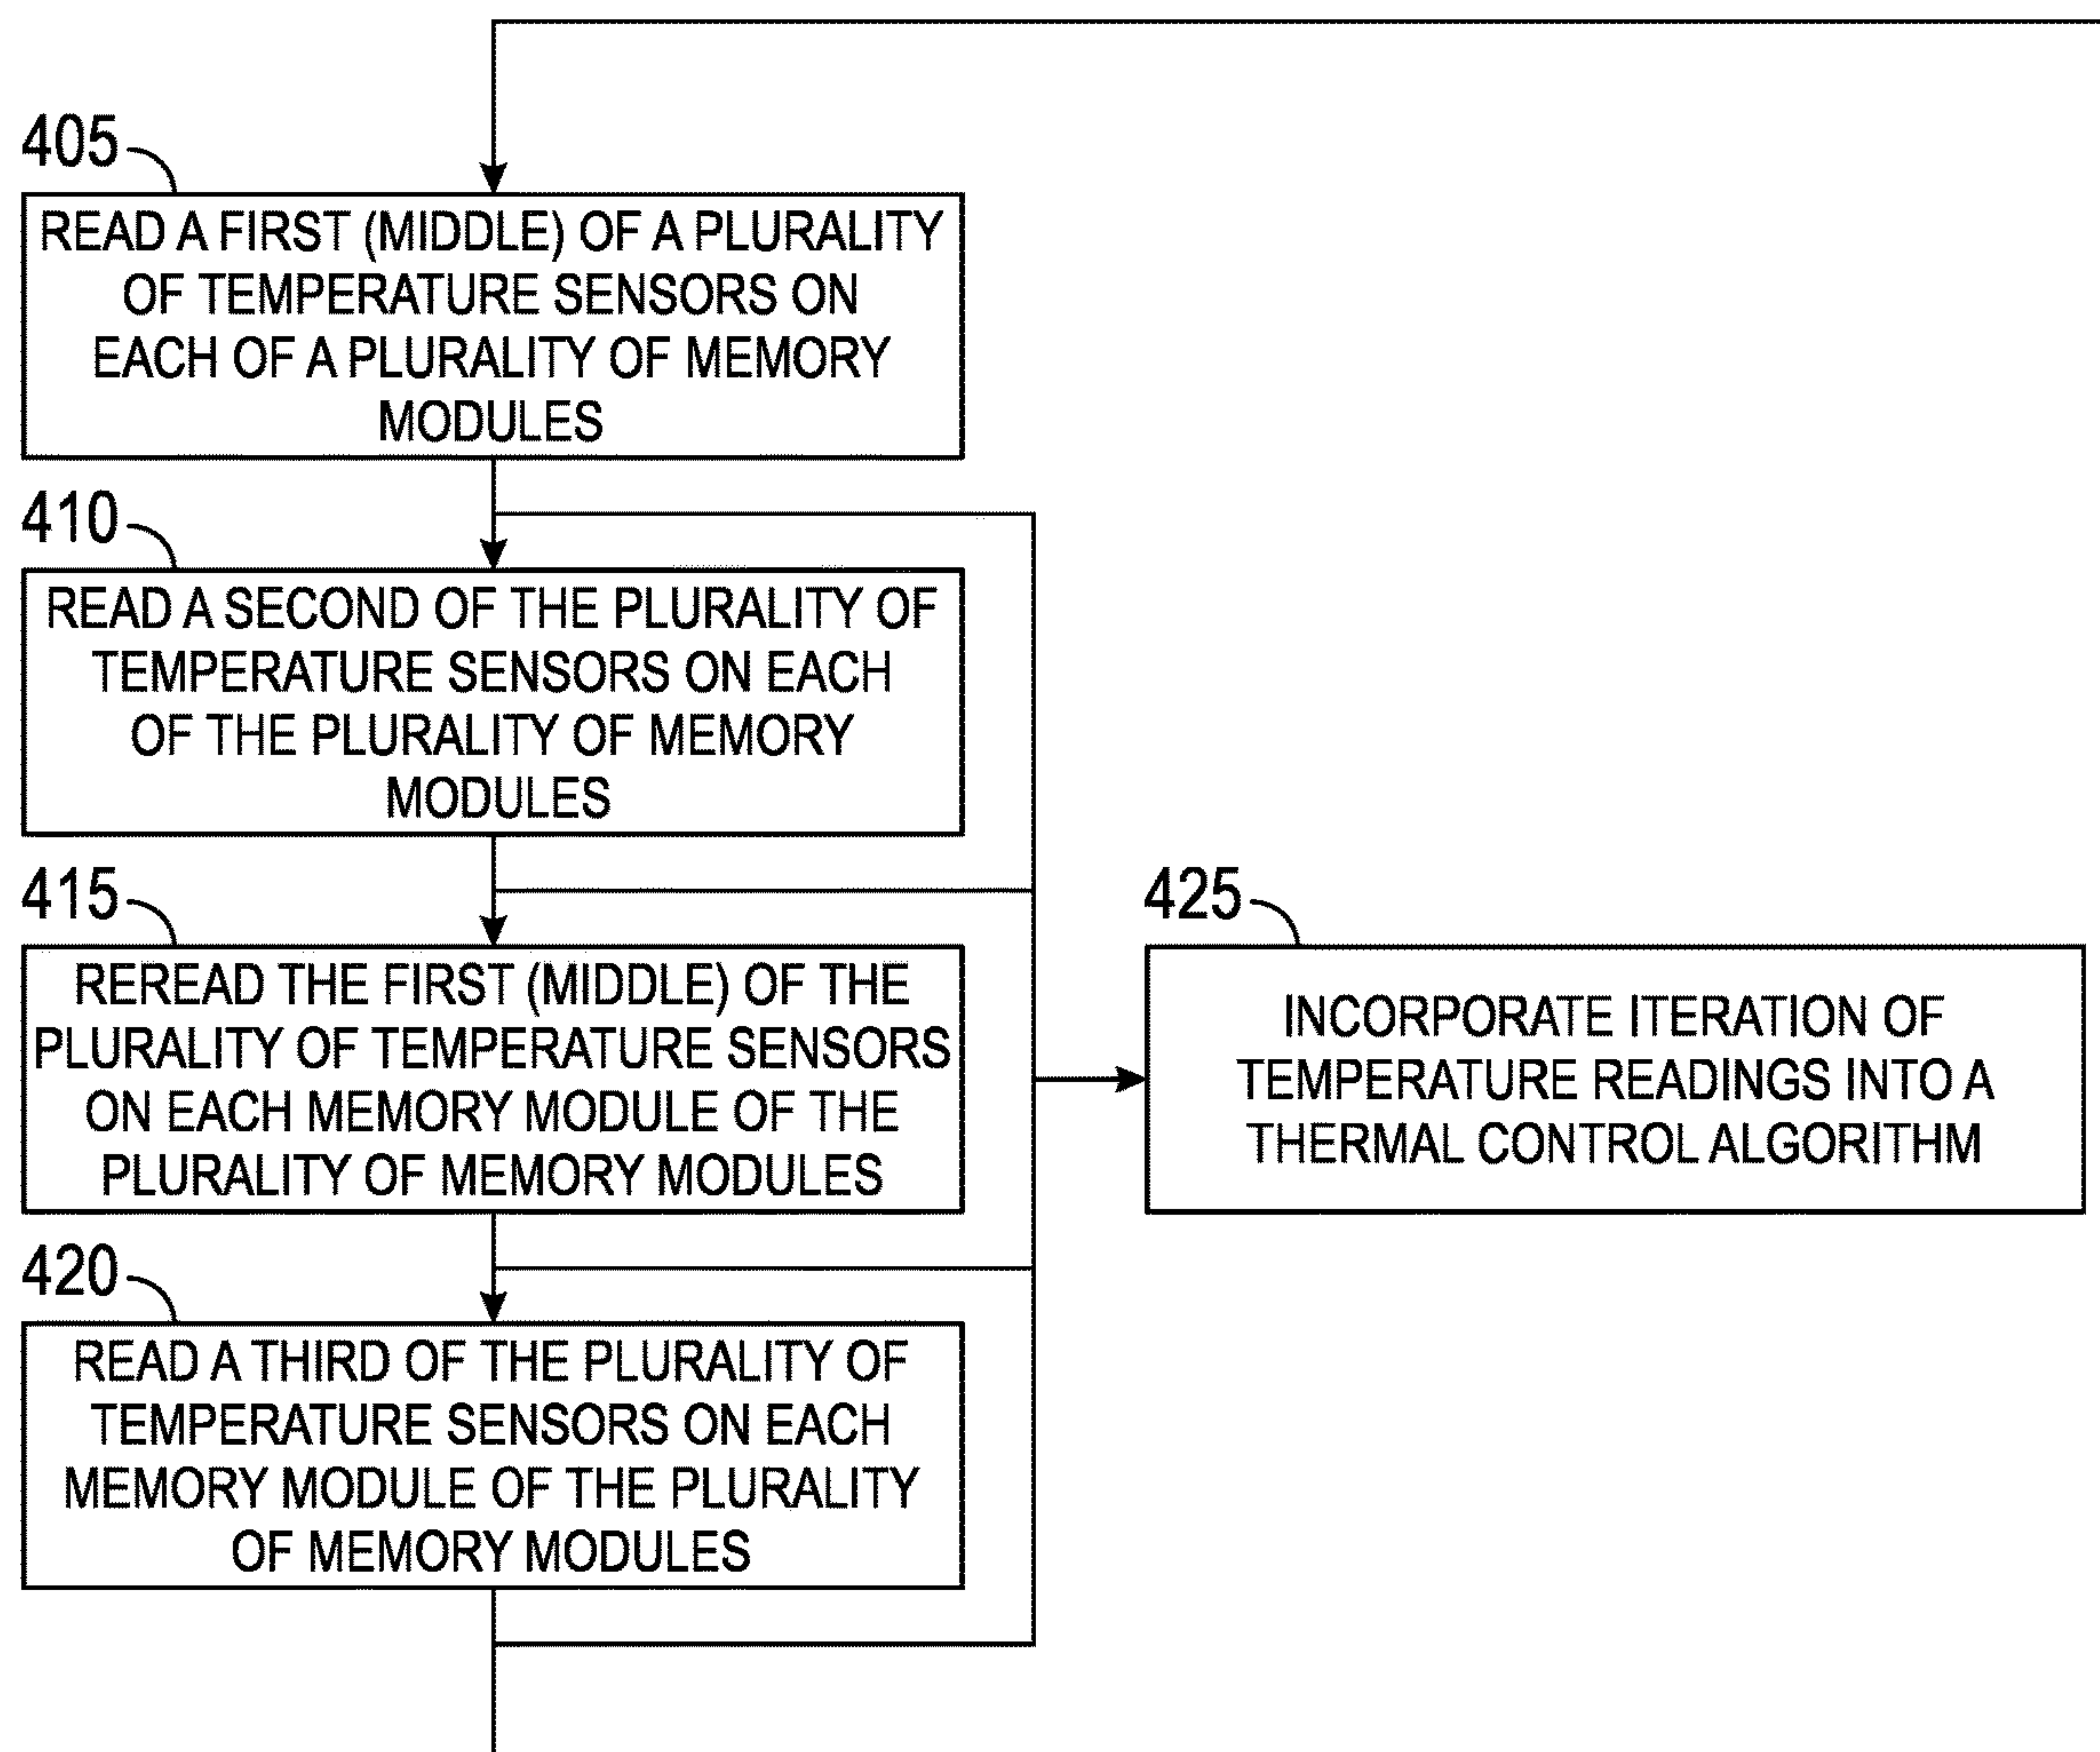 405
READ A FIRST (MIDDLE) OF A PLURALITY
OF TEMPERATURE SENSORS ON
EACH OF A PLURALITY OF MEMORY
MODULES
410
READ A SECOND OF THE PLURALITY OF
TEMPERATURE SENSORS ON EACH
OF THE PLURALITY OF MEMORY
MODULES
415
REREAD THE FIRST (MIDDLE) OF THE
PLURALITY OF TEMPERATURE SENSORS
ON EACH MEMORY MODULE OF THE
PLURALITY OF MEMORY MODULES
420
READ A THIRD OF THE PLURALITY OF
TEMPERATURE SENSORS ON EACH
MEMORY MODULE OF THE PLURALITY
OF MEMORY MODULES
425
INCORPORATE ITERATION OF
TEMPERATURE READINGS INTO A
THERMAL CONTROL ALGORITHM